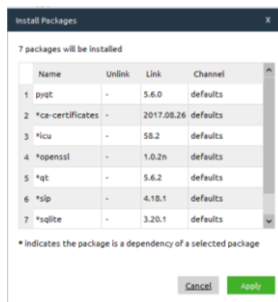 Install Packages X
7 packages will be installed
Name Unlink Link Channel
1 pyqt - 5.6.0 defaults
2 *ca-certificates - 2017.08.26 defaults
3 *icu - 58.2 defaults
4 *openssl - 1.0.2n defaults
5 *qt - 5.6.2 defaults
6 *sip - 4.18.1 defaults
7 *sqlite - 3.20.1 defaults
* indicates the package is a dependency of a selected package
Cancel Apply